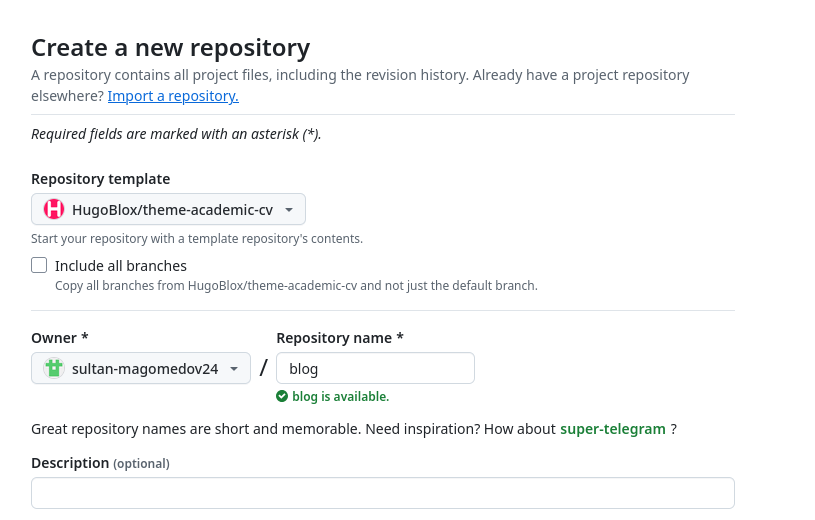 Create a new repository
A repository contains all project files, including the revision history. Already have a project repository
elsewhere? Import a repository.
Required fields are marked with an asterisk (*).
Repository template
HugoBlox/theme-academic-cv
Start your repository with a template repository's contents.
Include all branches
Copy all branches from HugoBlox/theme-academic-cv and not just the default branch.
Owner * Repository name *
sultan-magomedov24 / blog
blog is available.
Great repository names are short and memorable. Need inspiration? How about super-telegram ?
Description (optional)